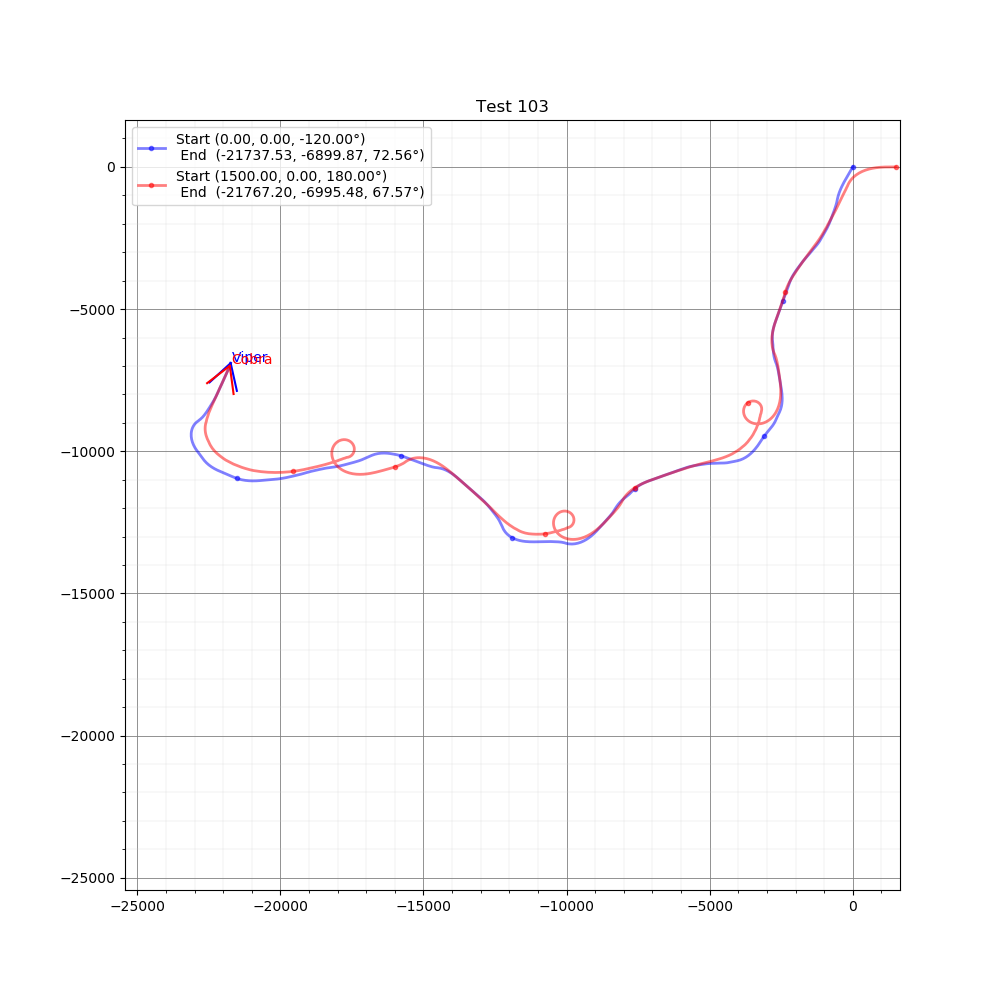 Test 103
Start (0.00, 0.00, -120.00°)
End (-21737.53, -6899.87, 72.56°)
Start (1500.00, 0.00, 180.00°)
End (-21767.20, -6995.48, 67.57°)
0
−5000
−10000
−15000
−20000
−25000
Viper
Cobra
−25000 −20000 −15000 −10000 −5000 0